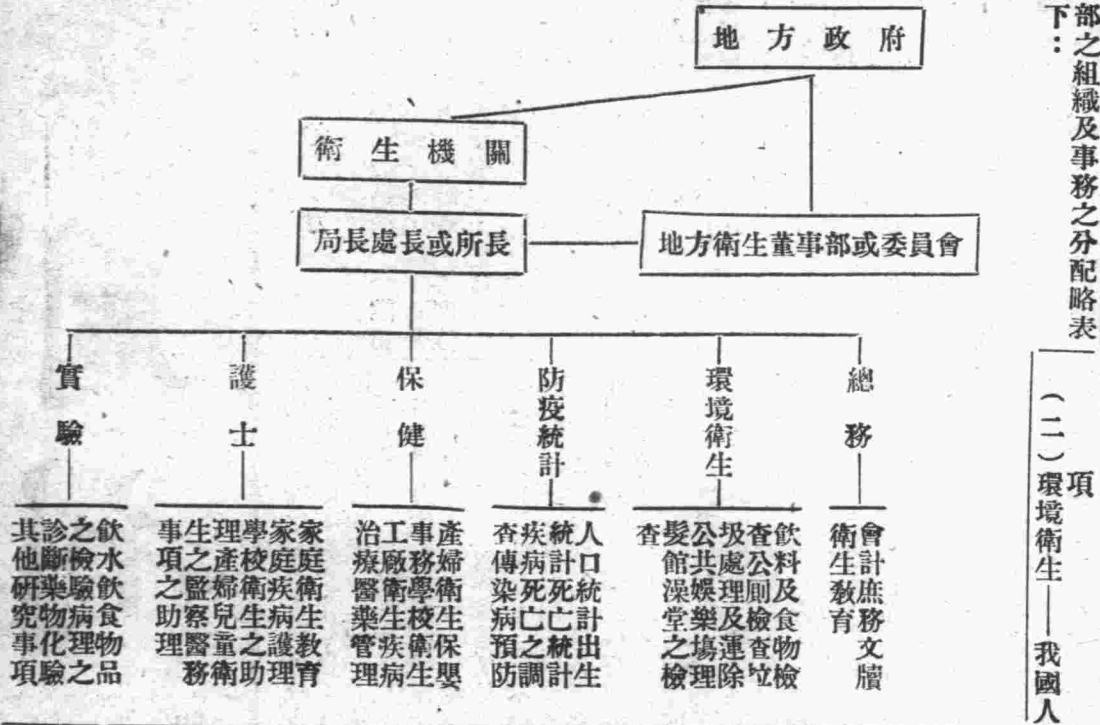 部之組織及事務之分配略表
下：
項
(二)環境衛生——我國人
地方政府
衛生機關
局長處長或所長
地方衛生董事部或委員會
總務
會計庶務文牘
衛生教育
環境衛生
飲料及食物檢
查公厠檢查垃
圾處理及運除
公共娛樂塲理
髮館澡堂之檢
查
防疫統計
人口統計出生
統計死亡統計
疾病死亡之調
查傳染病預防
保健
產婦衛生保嬰
事務學校衛生
工廠衛生疾病
治療醫藥管理
護士
家庭衛生教育
家庭疾病護理
學校衛生之助
理產婦兒童衛
生之監察醫務
事項之助理
實驗
飲水飲食物品
之檢驗病理之
診斷藥物化驗
其他研究事項